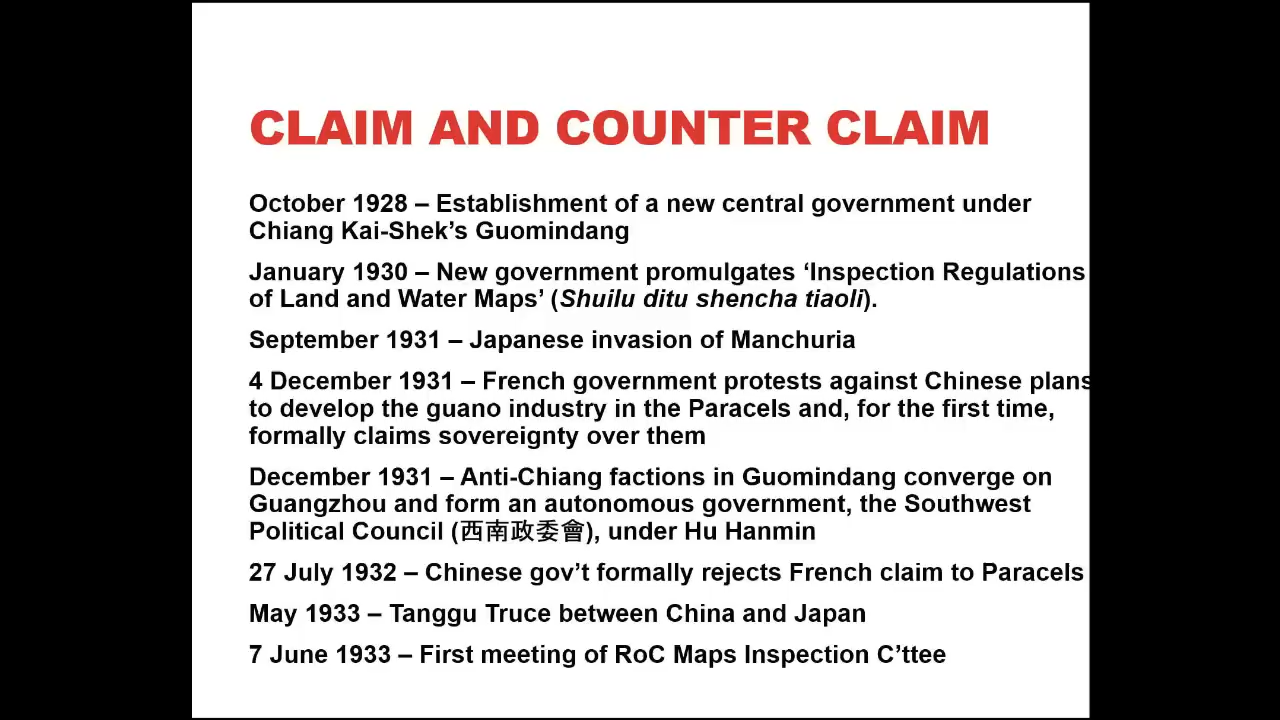 CLAIM AND COUNTER CLAIM
October 1928 – Establishment of a new central government under
Chiang Kai-Shek’s Guomindang
January 1930 – New government promulgates ‘Inspection Regulations
of Land and Water Maps’ (Shuilu ditu shencha tiaoli).
September 1931 – Japanese invasion of Manchuria
4 December 1931 – French government protests against Chinese plans
to develop the guano industry in the Paracels and, for the first time,
formally claims sovereignty over them
December 1931 – Anti-Chiang factions in Guomindang converge on
Guangzhou and form an autonomous government, the Southwest
Political Council (西南政委會), under Hu Hanmin
27 July 1932 – Chinese gov’t formally rejects French claim to Paracels
May 1933 – Tanggu Truce between China and Japan
7 June 1933 – First meeting of RoC Maps Inspection C’ttee